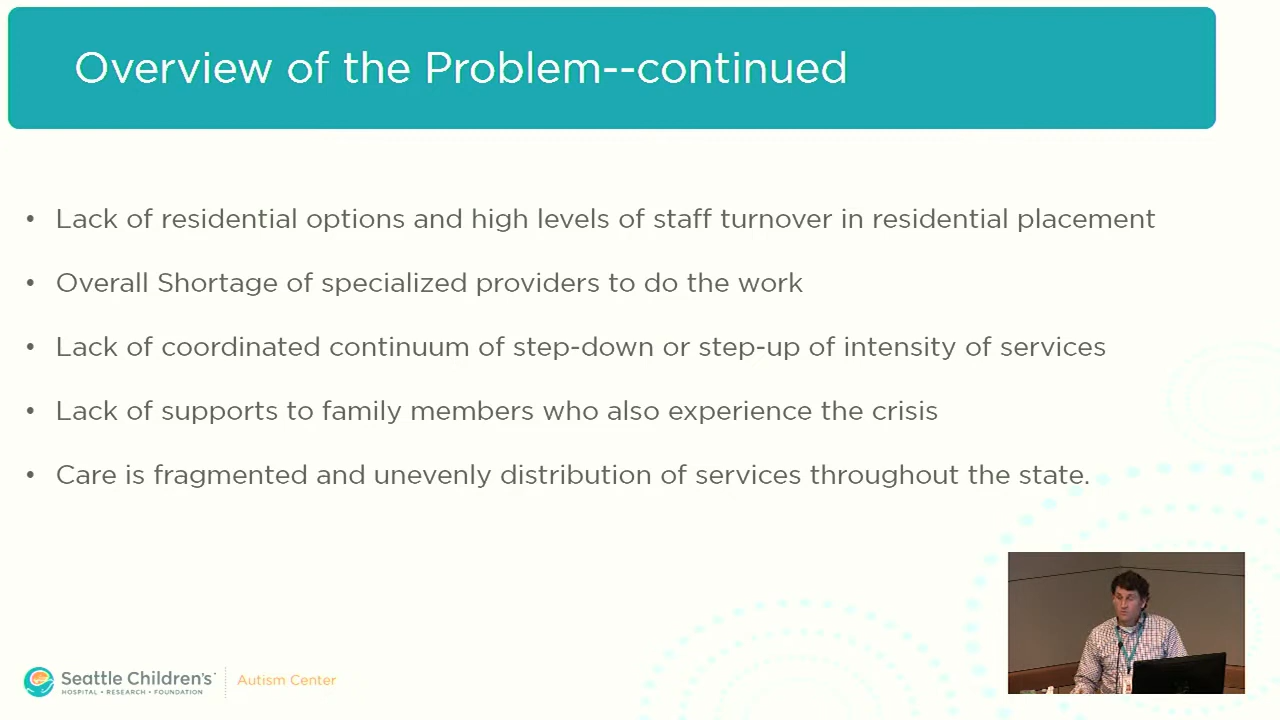 Overview of the Problem--continued
• Lack of residential options and high levels of staff turnover in residential placement
• Overall Shortage of specialized providers to do the work
• Lack of coordinated continuum of step-down or step-up of intensity of services
• Lack of supports to family members who also experience the crisis
• Care is fragmented and unevenly distribution of services throughout the state.
Seattle Children's
HOSPITAL • RESEARCH • FOUNDATION
Autism Center